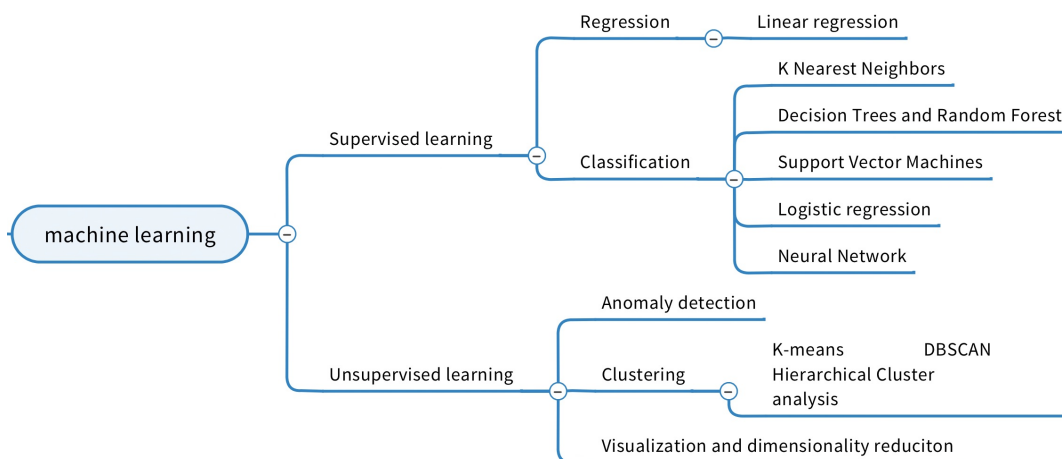 Regression
Linear regression
K Nearest Neighbors
Decision Trees and Random Forest
Supervised learning
Classification
Support Vector Machines
Logistic regression
machine learning
Neural Network
Anomaly detection
K-means DBSCAN
Hierarchical Cluster
analysis
Unsupervised learning
Clustering
Visualization and dimensionality reduciton